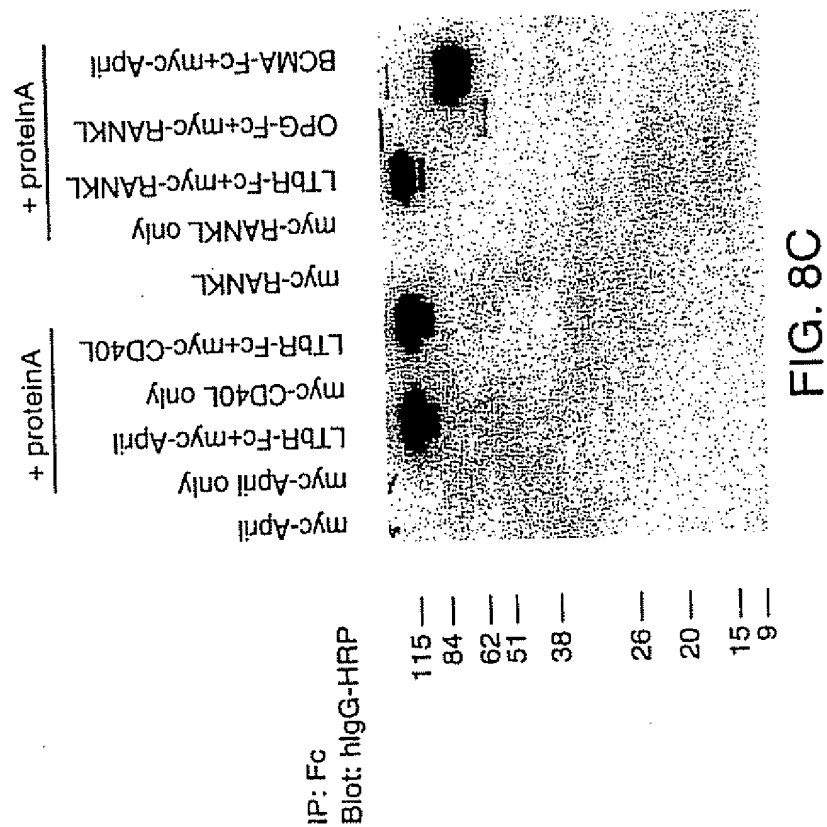 IP: Fc
Blot: hIgG-HRP
+ proteinA
+ proteinA
myc-April
myc-April only
LTbR-Fc+myc-April
myc-CD40L only
LTbR-Fc+myc-CD40L
myc-RANKL
myc-RANKL only
LTbR-Fc+myc-RANKL
OPG-Fc+myc-RANKL
BCMA-Fc+myc-April
115
84
62
51
38
26
20
15
9
FIG. 8C